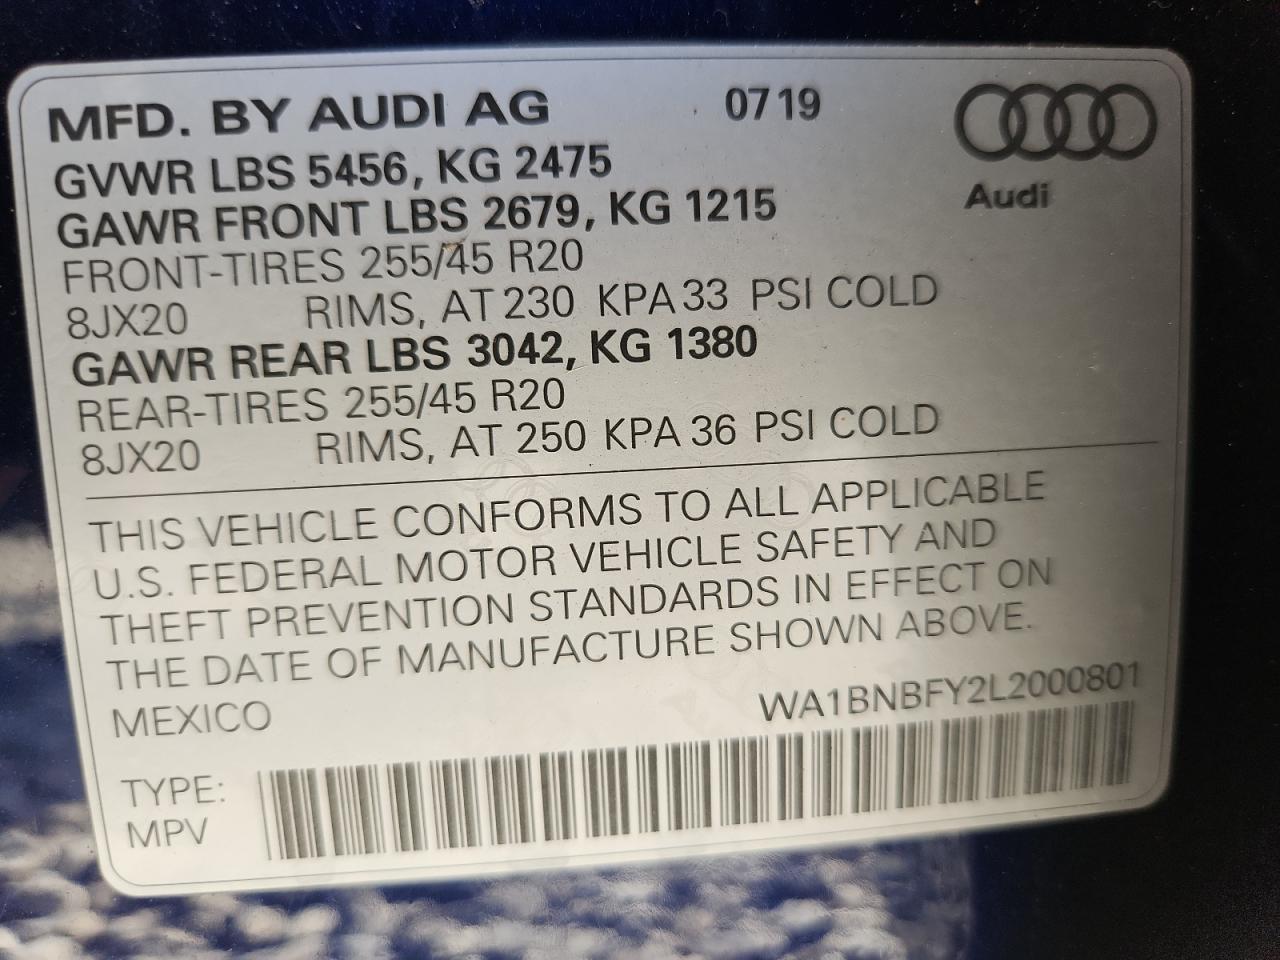 MFD. BY AUDI AG 0719
GVWR LBS 5456, KG 2475
GAWR FRONT LBS 2679, KG 1215
Audi
FRONT-TIRES 255/45 R20
8JX20 RIMS, AT 230 KPA 33 PSI COLD
GAWR REAR LBS 3042, KG 1380
REAR-TIRES 255/45 R20
8JX20 RIMS, AT 250 KPA 36 PSI COLD
THIS VEHICLE CONFORMS TO ALL APPLICABLE
U.S. FEDERAL MOTOR VEHICLE SAFETY AND
THEFT PREVENTION STANDARDS IN EFFECT ON
THE DATE OF MANUFACTURE SHOWN ABOVE.
MEXICO WA1BNBFY2L2000801
TYPE:
MPV